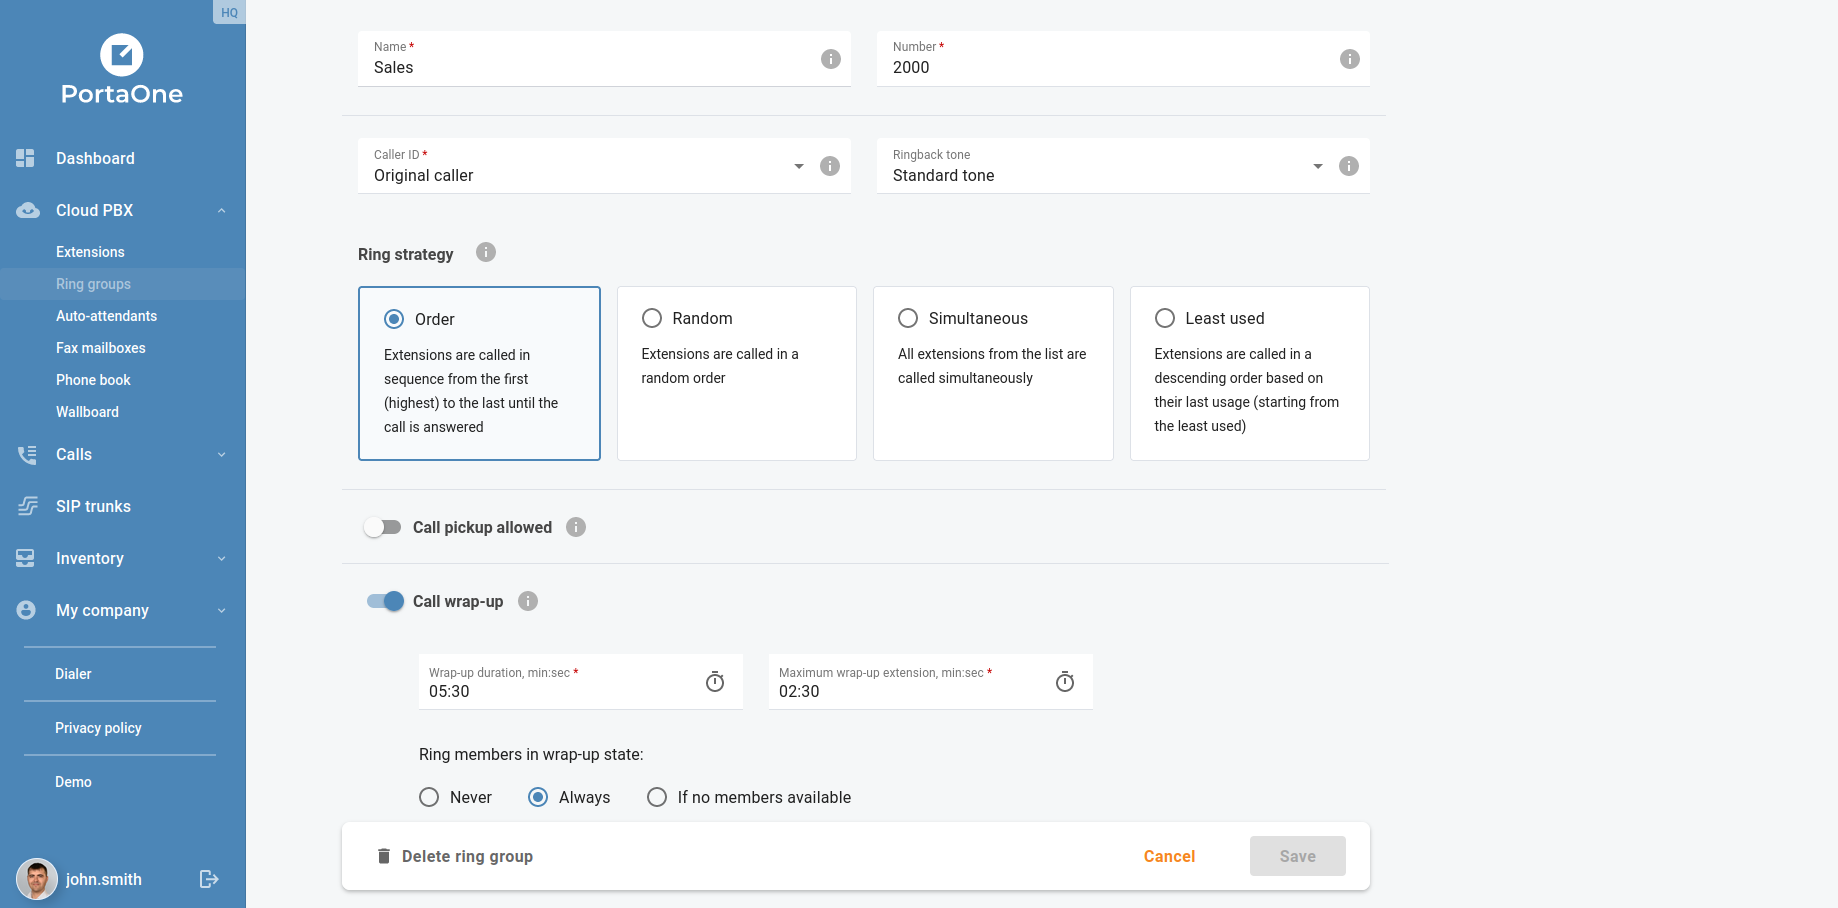 HQ
PortaOne
Dashboard
Cloud PBX
Extensions
Ring groups
Auto-attendants
Fax mailboxes
Phone book
Wallboard
Calls
SIP trunks
Inventory
My company
Dialer
Privacy policy
Demo
john.smith
Name *
Sales
Number *
2000
Caller ID *
Original caller
Ringback tone
Standard tone
Ring strategy
Order
Extensions are called in
sequence from the first
(highest) to the last until the
call is answered
Random
Extensions are called in a
random order
Simultaneous
All extensions from the list are
called simultaneously
Least used
Extensions are called in a
descending order based on
their last usage (starting from
the least used)
Call pickup allowed
Call wrap-up
Wrap-up duration, min:sec *
05:30
Maximum wrap-up extension, min:sec *
02:30
Ring members in wrap-up state:
Never
Always
If no members available
Delete ring group
Cancel
Save